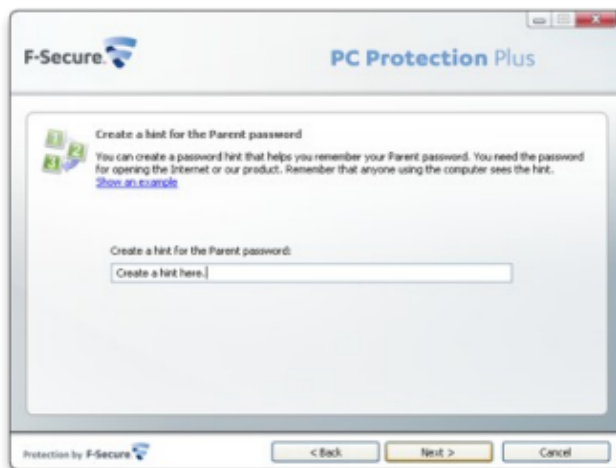 F-Secure.
PC Protection Plus
1
2
3
Create a hint for the Parent password
You can create a password hint that helps you remember your Parent password. You need the password
for opening the Internet or our product. Remember that anyone using the computer sees the hint.
Show an example
Create a hint for the Parent password:
Create a hint here.
Protection by F-Secure
< Back
Next >
Cancel